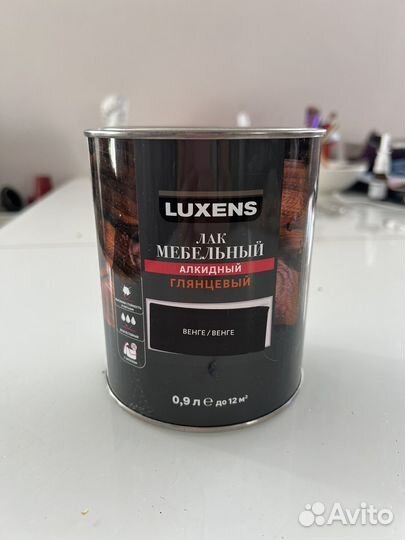 LUXENS
ЛАК
МЕБЕЛЬНЫЙ
АЛКИДНЫЙ
ГЛЯНЦЕВЫЙ
ВЕНГЕ / ВЕНГЕ
0,9 л ℮ до 12 м²
Avito